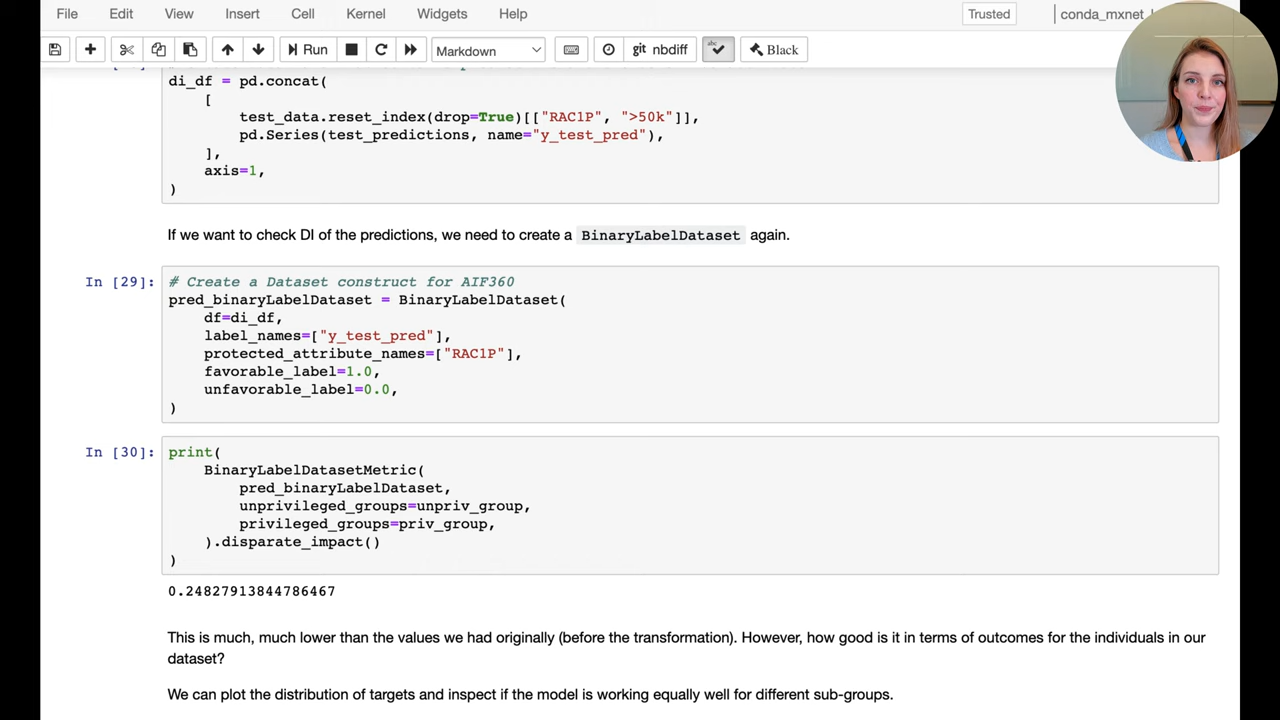 File Edit View Insert Cell Kernel Widgets Help Trusted conda_mxnet
Run Markdown git nbdiff abc Black
di_df = pd.concat(
[
test_data.reset_index(drop=True)[["RAC1P", ">50k"]],
pd.Series(test_predictions, name="y_test_pred"),
],
axis=1,
)
If we want to check DI of the predictions, we need to create a BinaryLabelDataset again.
In [29]: # Create a Dataset construct for AIF360
pred_binaryLabelDataset = BinaryLabelDataset(
df=di_df,
label_names=["y_test_pred"],
protected_attribute_names=["RAC1P"],
favorable_label=1.0,
unfavorable_label=0.0,
)
In [30]: print(
BinaryLabelDatasetMetric(
pred_binaryLabelDataset,
unprivileged_groups=unpriv_group,
privileged_groups=priv_group,
).disparate_impact()
)
0.24827913844786467
This is much, much lower than the values we had originally (before the transformation). However, how good is it in terms of outcomes for the individuals in our
dataset?
We can plot the distribution of targets and inspect if the model is working equally well for different sub-groups.